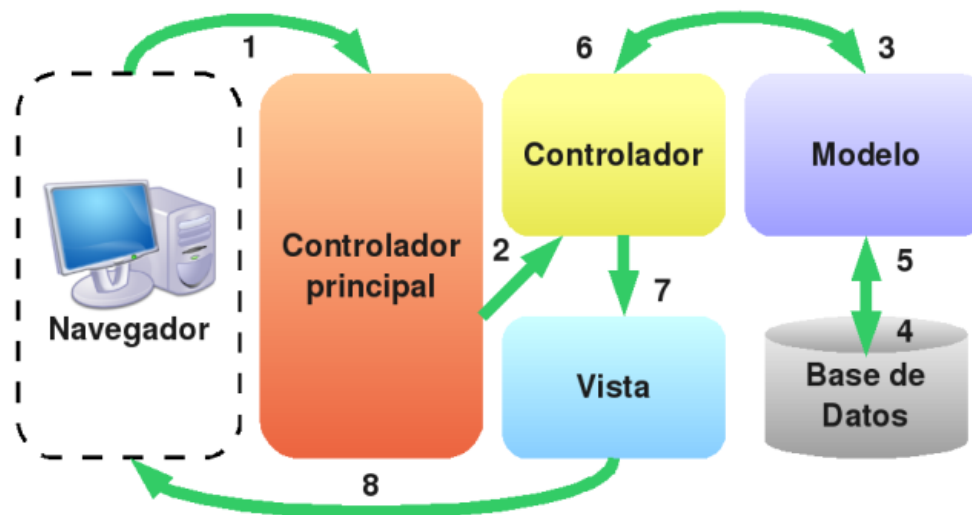 1
6
3
Controlador
Modelo
Controlador
principal
2
5
Navegador
7
4
Vista
Base de
Datos
8